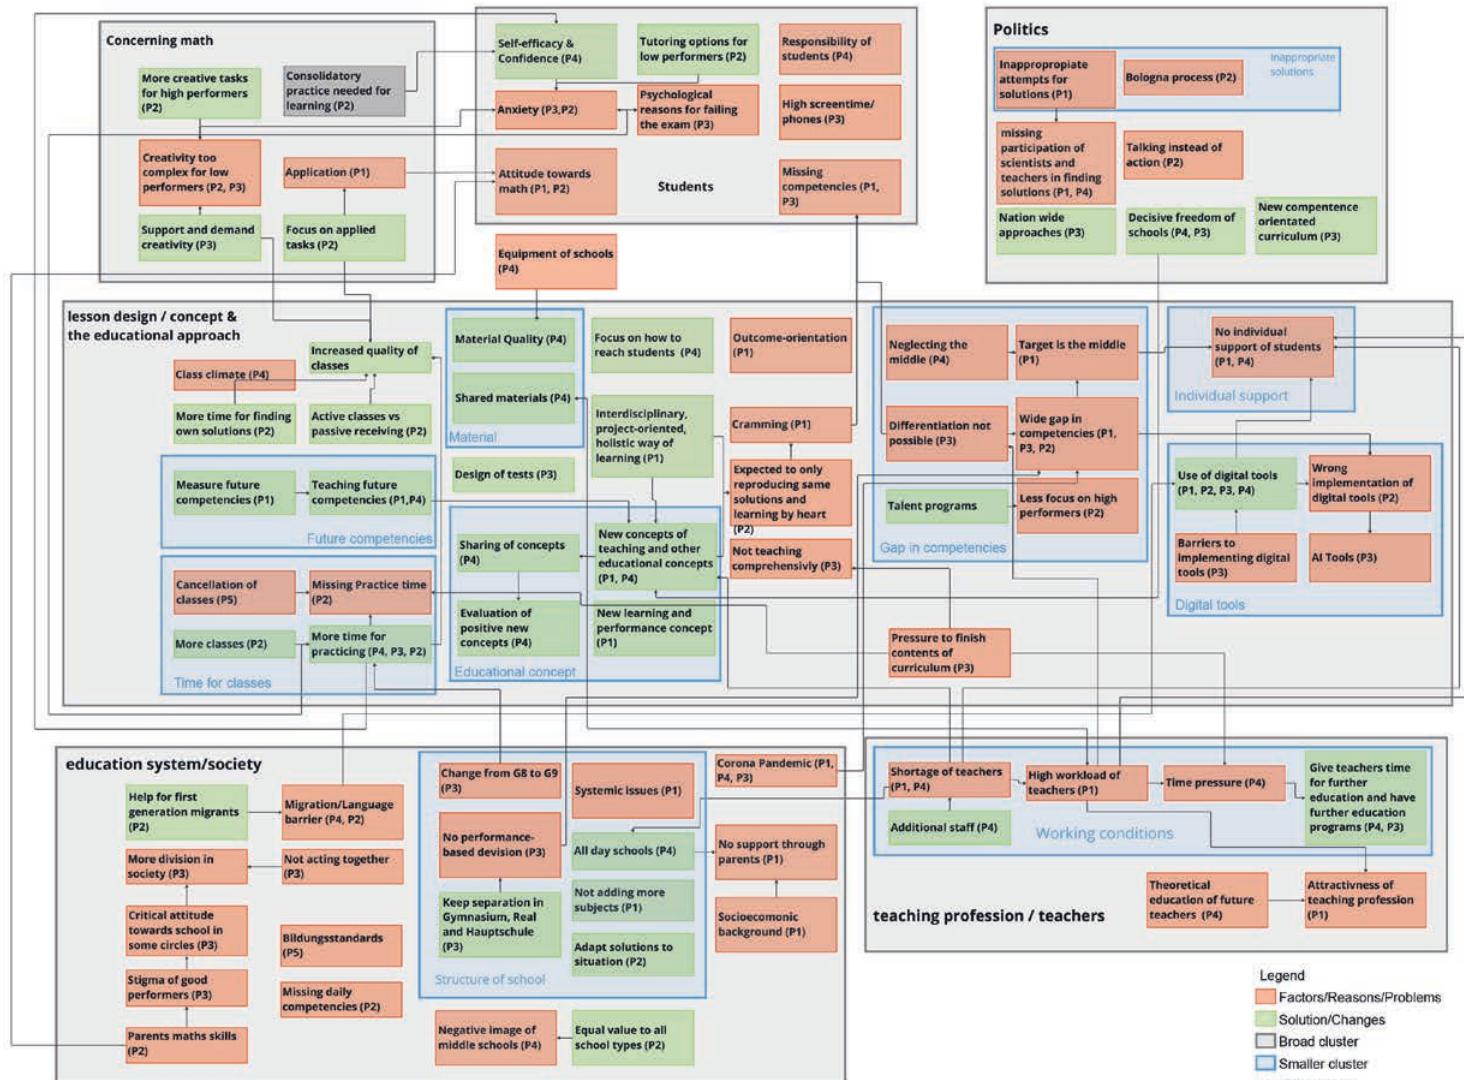 Concerning math
More creative tasks
for high performers
(P2)
Consolidatory
practice needed for
learning (P2)
Creativity too
complex for low
performers (P2, P3)
Application (P1)
Support and demand
creativity (P3)
Focus on applied
tasks (P2)
Self-efficacy &
Confidence (P4)
Tutoring options for
low performers (P2)
Responsibility of
students (P4)
Anxiety (P3,P2)
Psychological
reasons for failing
the exam (P3)
High screentime/
phones (P3)
Attitude towards
math (P1, P2)
Students
Missing
competencies (P1,
P3)
Equipment of schools
(P4)
Politics
Inappropiate
attempts for
solutions (P1)
Bologna process (P2)
Inappropriate
solutions
missing
participation of
scientists and
teachers in finding
solutions (P1, P4)
Talking instead of
action (P2)
Nation wide
approaches (P3)
Decisive freedom of
schools (P4, P3)
New compentence
orientated
curriculum (P3)
lesson design / concept &
the educational approach
Increased quality of
classes
Class climate (P4)
More time for finding
own solutions (P2)
Active classes vs
passive receiving (P2)
Material Quality (P4)
Shared materials (P4)
Material
Focus on how to
reach students (P4)
Outcome-orientation
(P1)
Interdisciplinary,
project-oriented,
holistic way of
learning (P1)
Cramming (P1)
Expected to only
reproducing same
solutions and
learning by heart
(P2)
Design of tests (P3)
Measure future
competencies (P1)
Teaching future
competencies (P1,P4)
Future competencies
Sharing of concepts
(P4)
New concepts of
teaching and other
educational concepts
(P1, P4)
Not teaching
comprehensivly (P3)
Evaluation of
positive new
concepts (P4)
New learning and
performance concept
(P1)
Educational concept
Cancellation of
classes (P5)
Missing Practice time
(P2)
More classes (P2)
More time for
practicing (P4, P3, P2)
Time for classes
Neglecting the
middle (P4)
Target is the middle
(P1)
Differentiation not
possible (P3)
Wide gap in
competencies (P1,
P3, P2)
Talent programs
Less focus on high
performers (P2)
Gap in competencies
No individual
support of students
(P1, P4)
Individual support
Use of digital tools
(P1, P2, P3, P4)
Wrong
implementation of
digital tools (P2)
Barriers to
implementing digital
tools (P3)
AI Tools (P3)
Digital tools
Pressure to finish
contents of
curriculum (P3)
education system/society
Help for first
generation migrants
(P2)
Migration/Language
barrier (P4, P2)
More division in
society (P3)
Not acting together
(P3)
Critical attitude
towards school in
some circles (P3)
Bildungsstandards
(P5)
Stigma of good
performers (P3)
Missing daily
competencies (P2)
Parents maths skills
(P2)
Change from G8 to G9
(P3)
Systemic issues (P1)
Corona Pandemic (P1,
P4, P3)
No performance-
based devision (P3)
All day schools (P4)
No support through
parents (P1)
Keep separation in
Gymnasium, Real
and Hauptschule
(P3)
Not adding more
subjects (P1)
Socioecomonic
background (P1)
Adapt solutions to
situation (P2)
Structure of school
Negative image of
middle schools (P4)
Equal value to all
school types (P2)
Shortage of teachers
(P1, P4)
High workload of
teachers (P1)
Time pressure (P4)
Give teachers time
for further
education and have
further education
programs (P4, P3)
Additional staff (P4)
Working conditions
Theoretical
education of future
teachers (P4)
Attractivness of
teaching profession
(P1)
teaching profession / teachers
Legend
Factors/Reasons/Problems
Solution/Changes
Broad cluster
Smaller cluster